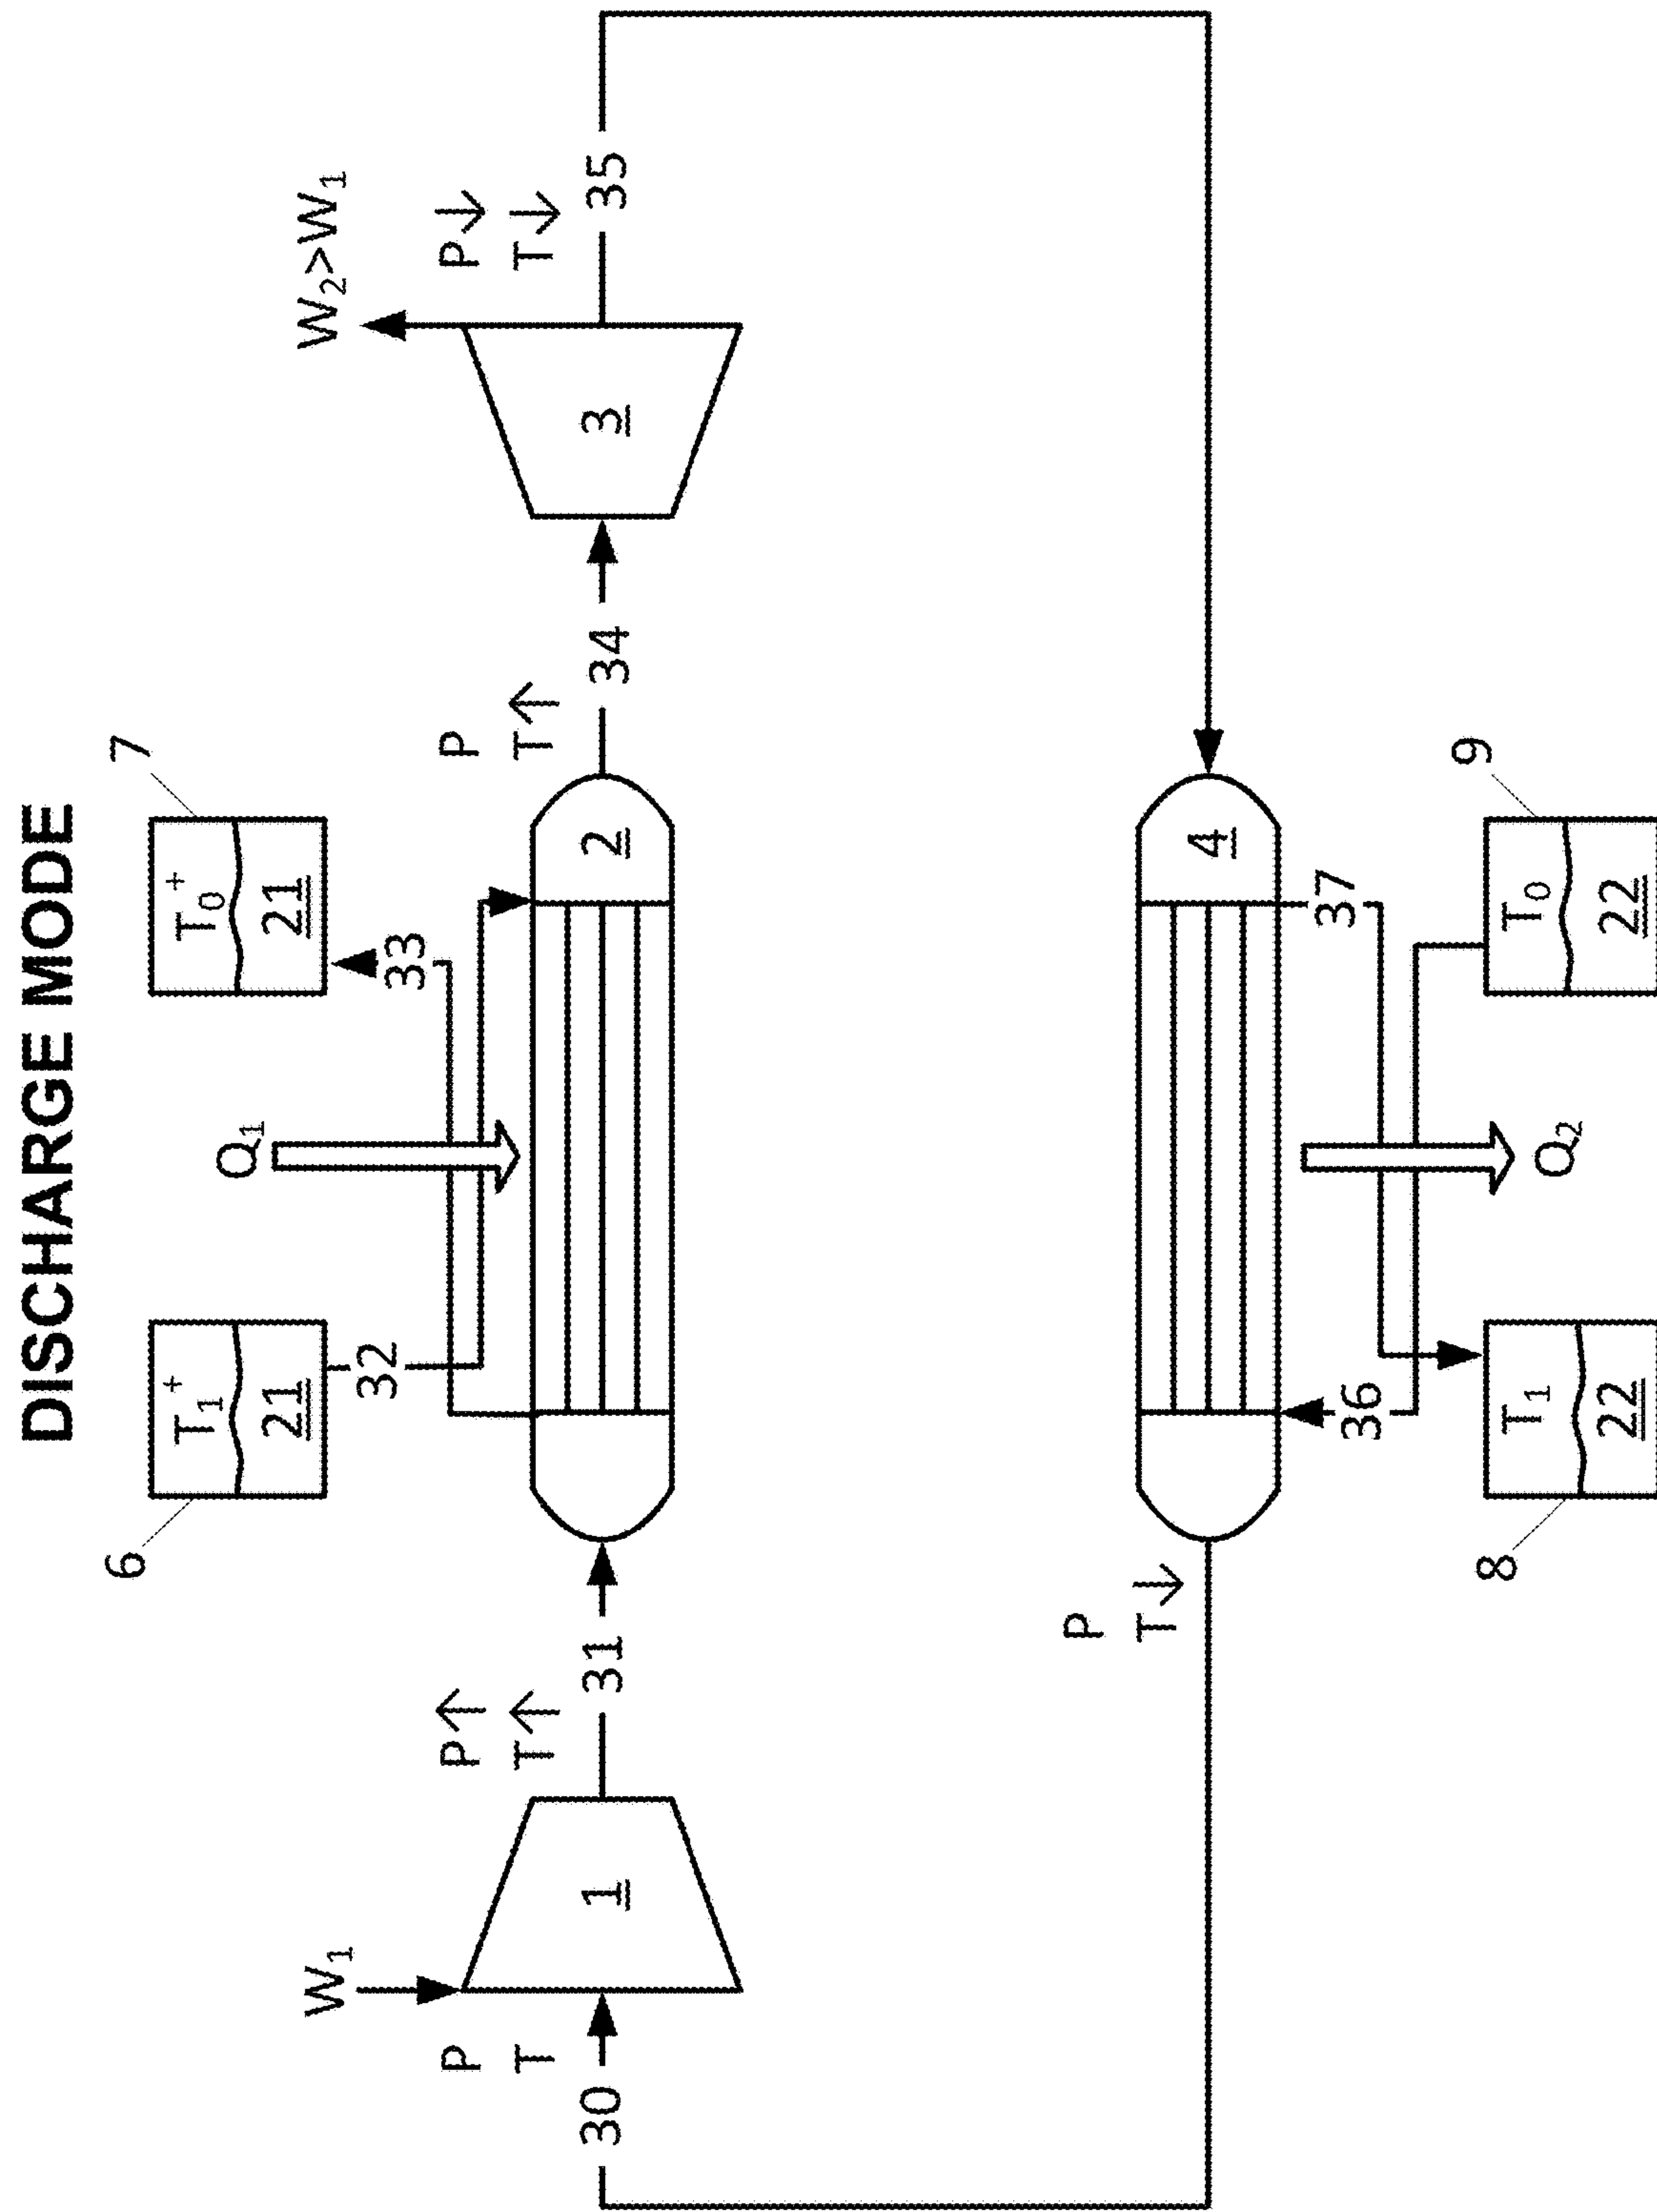 DISCHARGE MODE
6
T₁⁺
21
7
T₀⁺
21
Q₁
32
33
W₁
W₂>W₁
P
T
P↑
T↑
P
T↑
P↓
T↓
30
1
31
2
34
3
35
P
T↓
4
36
37
8
T₁
22
Q₂
9
T₀
22